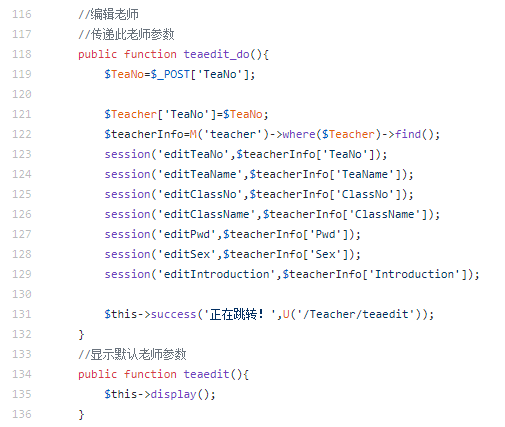 116 //编辑老师
117 //传递此老师参数
118 public function teaedit_do(){
119 $TeaNo=$_POST['TeaNo'];
120
121 $Teacher['TeaNo']=$TeaNo;
122 $teacherInfo=M('teacher')->where($Teacher)->find();
123 session('editTeaNo',$teacherInfo['TeaNo']);
124 session('editTeaName',$teacherInfo['TeaName']);
125 session('editClassNo',$teacherInfo['ClassNo']);
126 session('editClassName',$teacherInfo['ClassName']);
127 session('editPwd',$teacherInfo['Pwd']);
128 session('editSex',$teacherInfo['Sex']);
129 session('editIntroduction',$teacherInfo['Introduction']);
130
131 $this->success('正在跳转! ',U('/Teacher/teaedit'));
132 }
133 //显示默认老师参数
134 public function teaedit(){
135 $this->display();
136 }